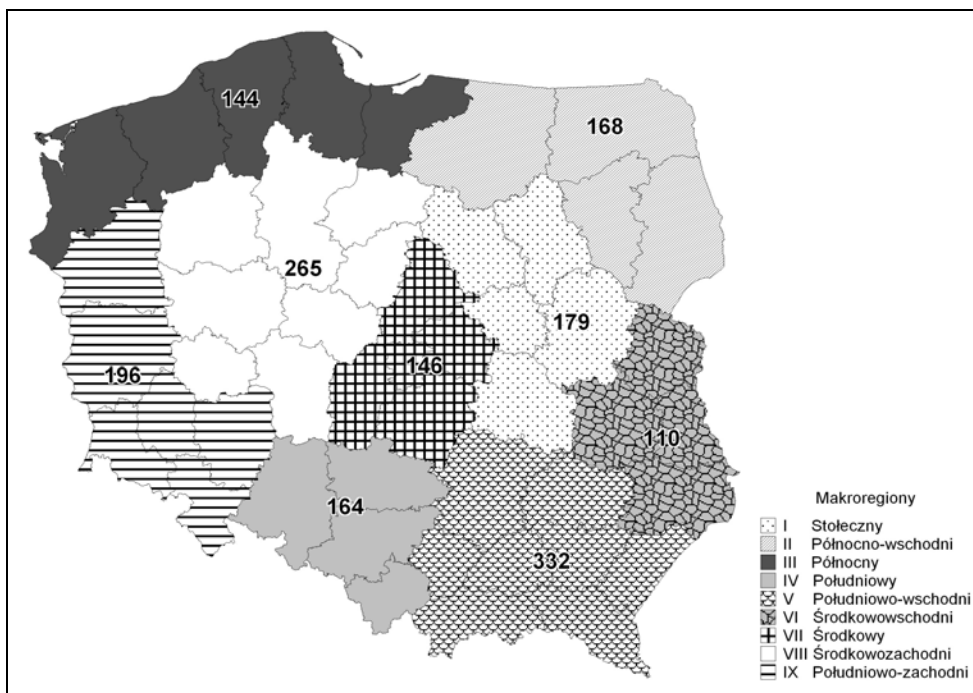 144
168
265
179
196
146
110
164
332
Makroregiony
I Stołeczny
II Północno-wschodni
III Północny
IV Południowy
V Południowo-wschodni
VI Środkowowschodni
VII Środkowy
VIII Środkowozachodni
IX Południowo-zachodni